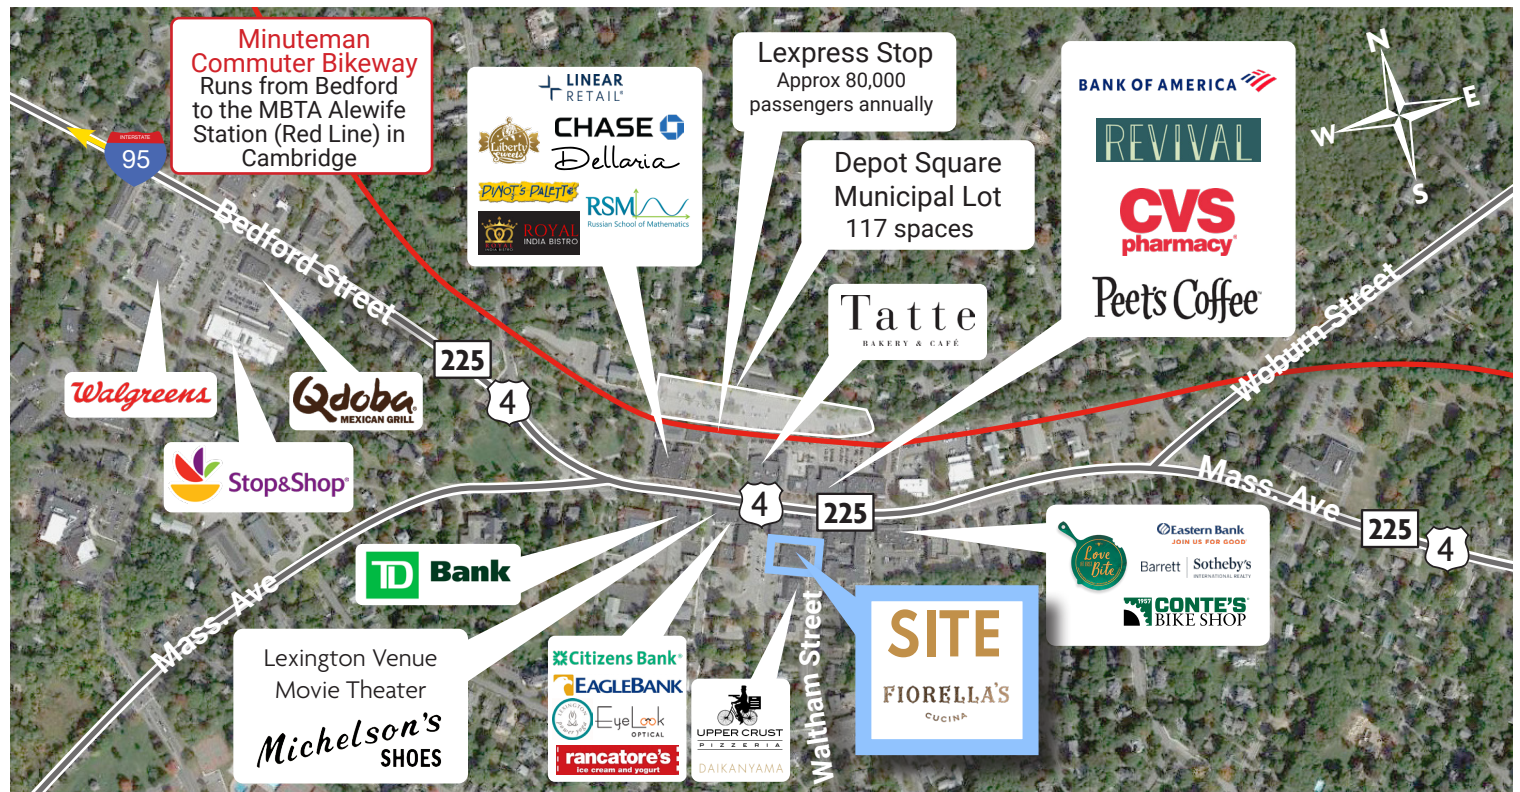 Minuteman
Commuter Bikeway
Runs from Bedford
to the MBTA Alewife
Station (Red Line) in
Cambridge
INTERSTATE
95
Bedford Street
LINEAR
RETAIL
Liberty
Sweets
CHASE
Dellaria
PINOT'S PALETTE
RSM
Russian School of Mathematics
ROYAL
INDIA BISTRO
ROYAL
INDIA BISTRO
Lexpress Stop
Approx 80,000
passengers annually
Depot Square
Municipal Lot
117 spaces
Tatte
BAKERY & CAFÉ
BANK OF AMERICA
REVIVAL
CVS
pharmacy
Peet's Coffee
N
E
W
S
Woburn Street
Walgreens
Qdoba
MEXICAN GRILL
Stop&Shop
225
4
4
225
Mass. Ave
225
4
TD Bank
Mass. Ave
Lexington Venue
Movie Theater
Michelson's
SHOES
Citizens Bank
EAGLEBANK
LEXINGTON
EyeLook
OPTICAL
rancatore's
ice cream and yogurt
UPPER CRUST
PIZZERIA
DAIKANYAMA
Waltham Street
SITE
FIORELLA'S
CUCINA
Love
Bite
Eastern Bank
JOIN US FOR GOOD
Barrett | Sotheby's
INTERNATIONAL REALTY
1957
CONTE'S
BIKE SHOP